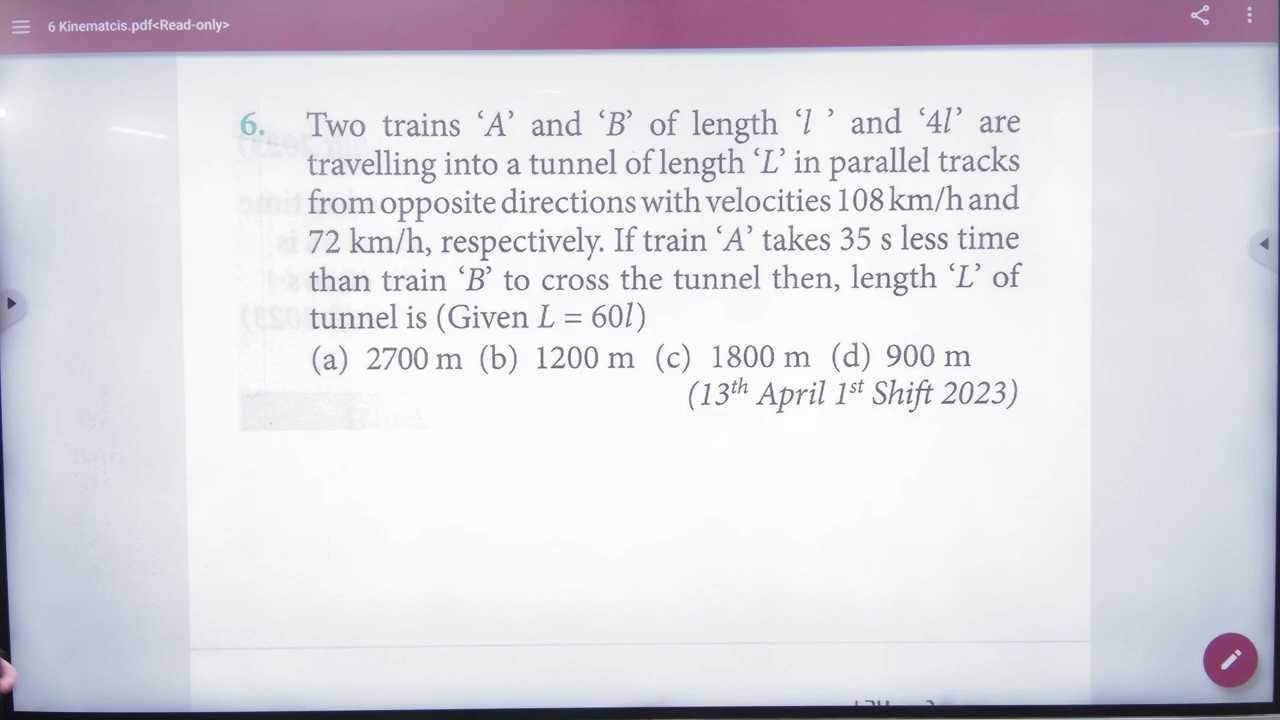 6 Kinematcis.pdf<Read-only>
6. Two trains ‘A’ and ‘B’ of length ‘l ’ and ‘4l’ are
travelling into a tunnel of length ‘L’ in parallel tracks
from opposite directions with velocities 108 km/h and
72 km/h, respectively. If train ‘A’ takes 35 s less time
than train ‘B’ to cross the tunnel then, length ‘L’ of
tunnel is (Given L = 60l)
(a) 2700 m (b) 1200 m (c) 1800 m (d) 900 m
(13th April 1st Shift 2023)